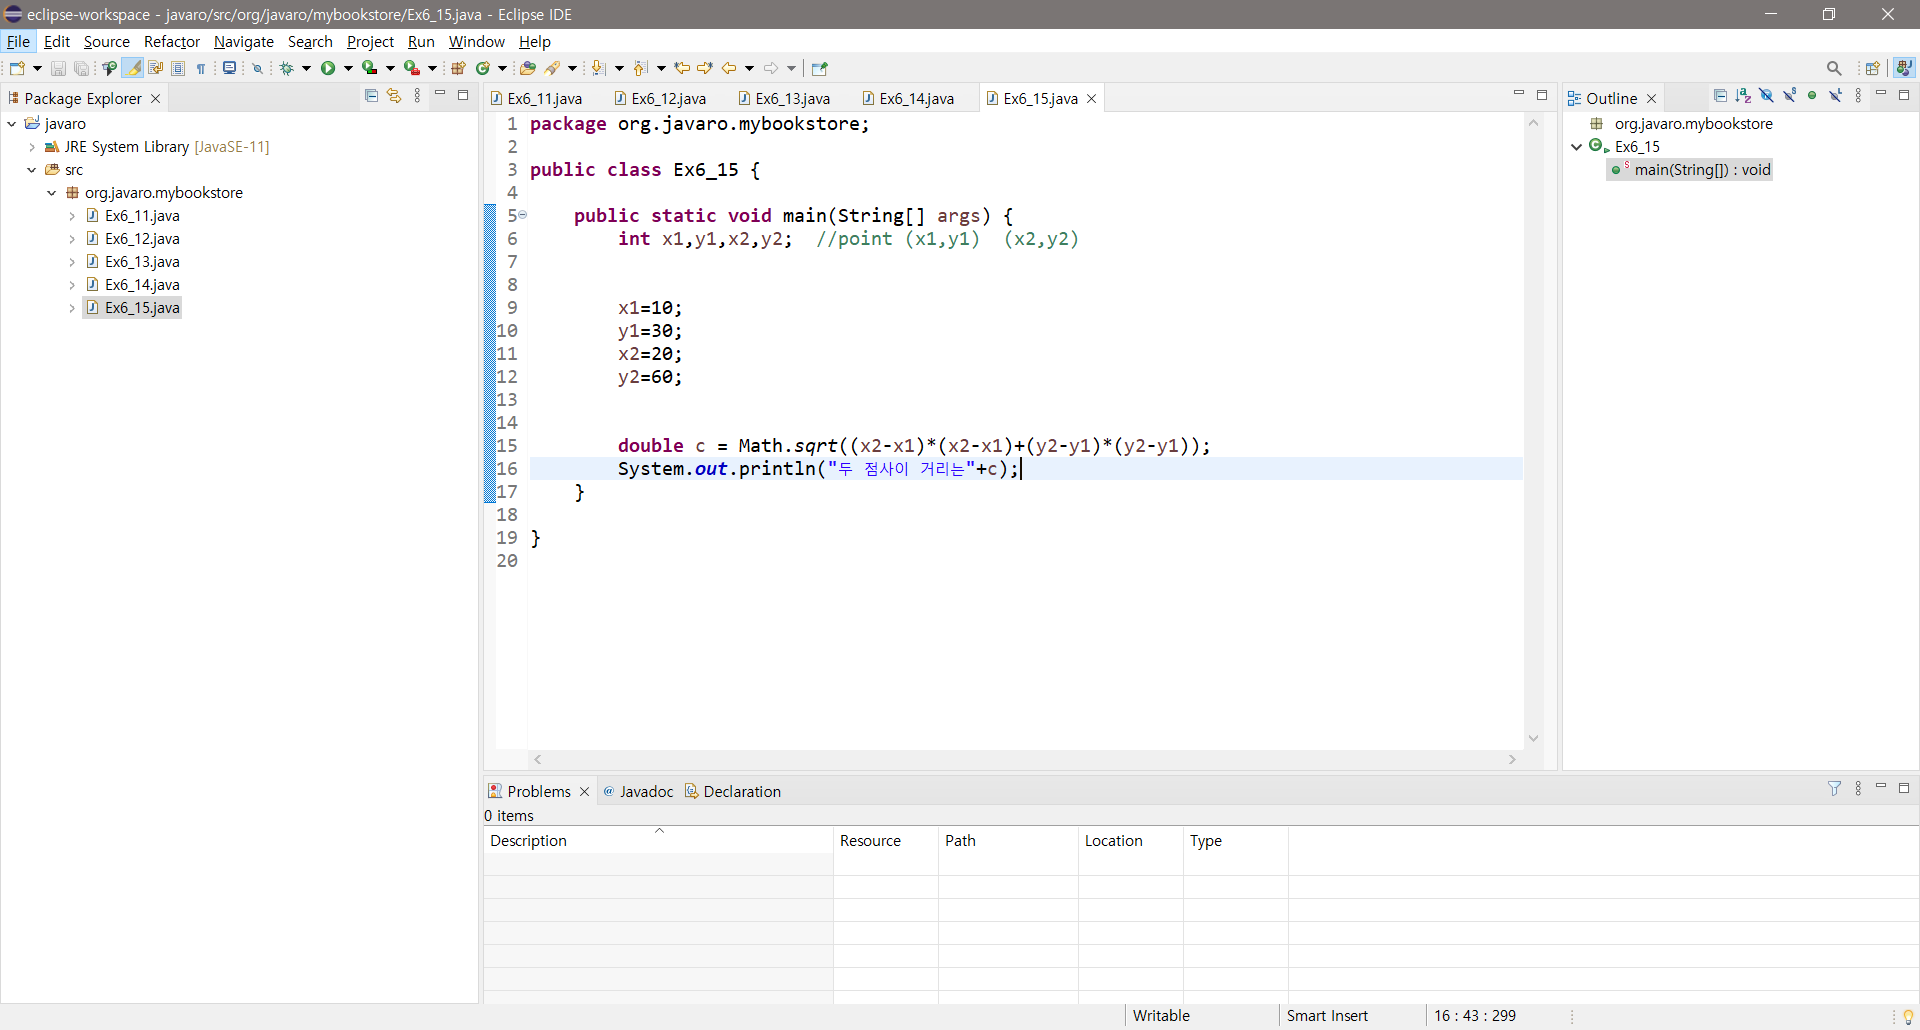 eclipse-workspace - javaro/src/org/javaro/mybookstore/Ex6_15.java - Eclipse IDE
File Edit Source Refactor Navigate Search Project Run Window Help
Package Explorer
javaro
JRE System Library [JavaSE-11]
src
org.javaro.mybookstore
Ex6_11.java
Ex6_12.java
Ex6_13.java
Ex6_14.java
Ex6_15.java
Ex6_11.java Ex6_12.java Ex6_13.java Ex6_14.java Ex6_15.java
1 package org.javaro.mybookstore;
2
3 public class Ex6_15 {
4
5 public static void main(String[] args) {
6 int x1,y1,x2,y2; //point (x1,y1) (x2,y2)
7
8
9 x1=10;
10 y1=30;
11 x2=20;
12 y2=60;
13
14
15 double c = Math.sqrt((x2-x1)*(x2-x1)+(y2-y1)*(y2-y1));
16 System.out.println("두 점사이 거리는"+c);
17 }
18
19 }
20
Outline
org.javaro.mybookstore
Ex6_15
main(String[]) : void
Problems @ Javadoc Declaration
0 items
Description Resource Path Location Type
Writable Smart Insert 16 : 43 : 299